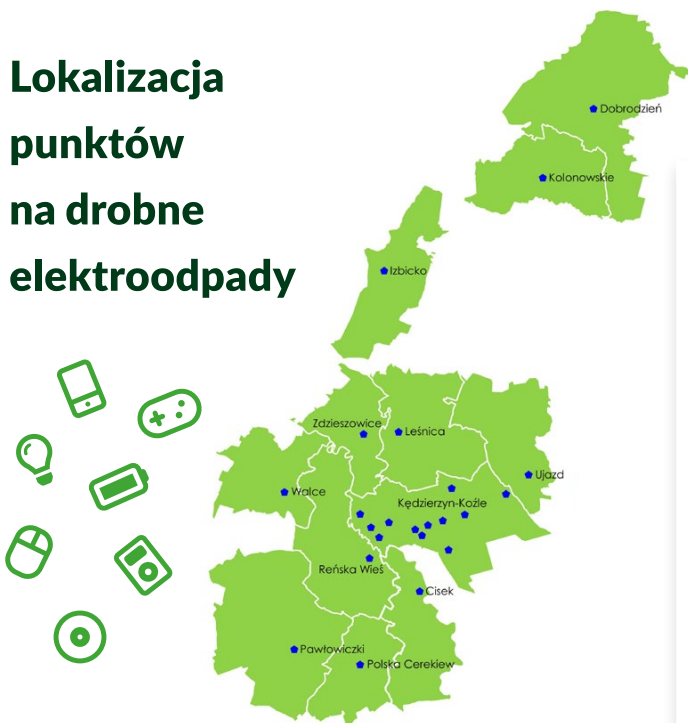 Lokalizacja
punktów
na drobne
elektroodpady
Dobrodzień
Kolonowskie
Izbicko
Zdzieszowice
Leśnica
Ujazd
Walce
Kędzierzyn-Koźle
Reńska Wieś
Cisek
Pawłowiczki
Polska Cerekiew